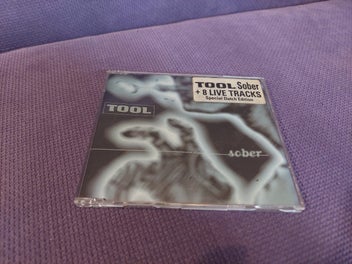 TOOL Sober
+ 8 LIVE TRACKS
Special Dutch Edition
TOOL
sober